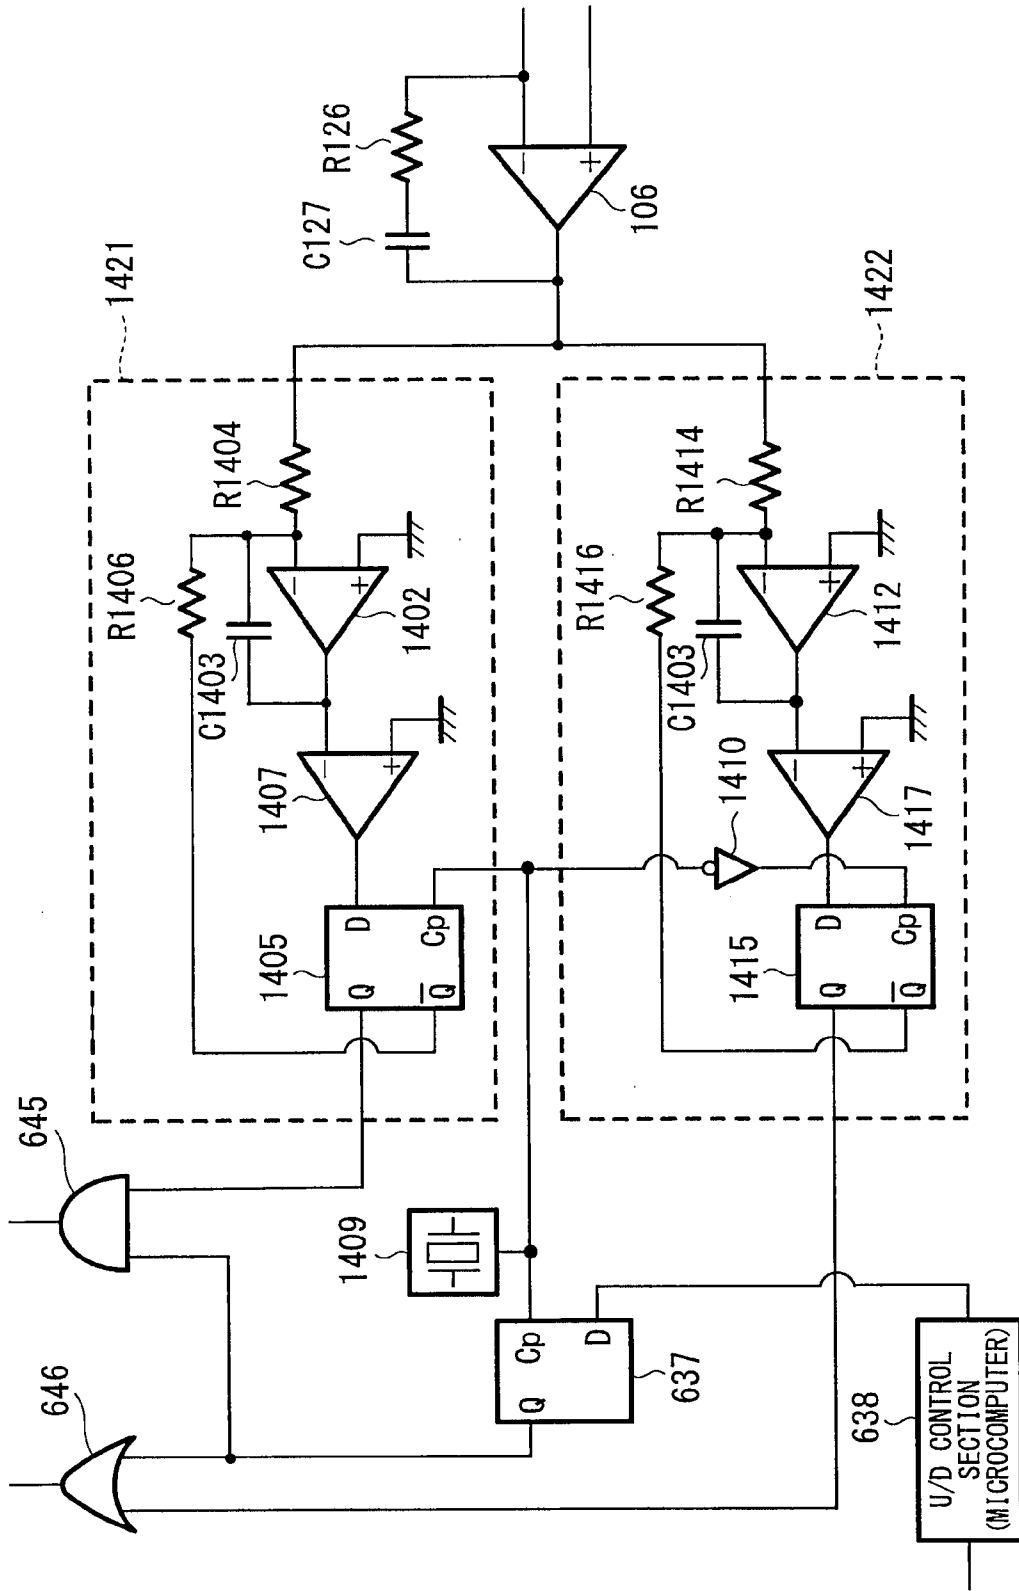 R126
C127
106
1421
1422
R1404
R1406
C1403
1402
1407
1405
D
Cp
Q
Q̅
R1414
R1416
C1403
1412
1410
1417
1415
D
Cp
Q
Q̅
−
+
−
+
−
+
−
+
−
+
645
646
1409
Cp
D
Q
637
638
U/D CONTROL
SECTION
(MICROCOMPUTER)